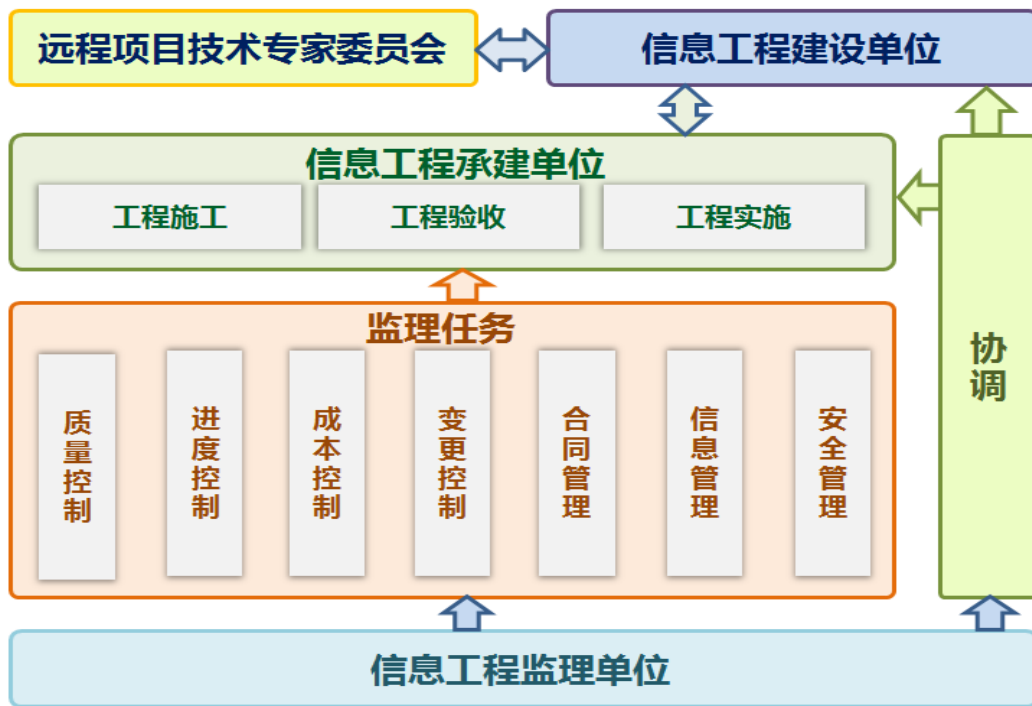 远程项目技术专家委员会
信息工程建设单位
信息工程承建单位
工程施工
工程验收
工程实施
监理任务
质量控制
进度控制
成本控制
变更控制
合同管理
信息管理
安全管理
协调
信息工程监理单位